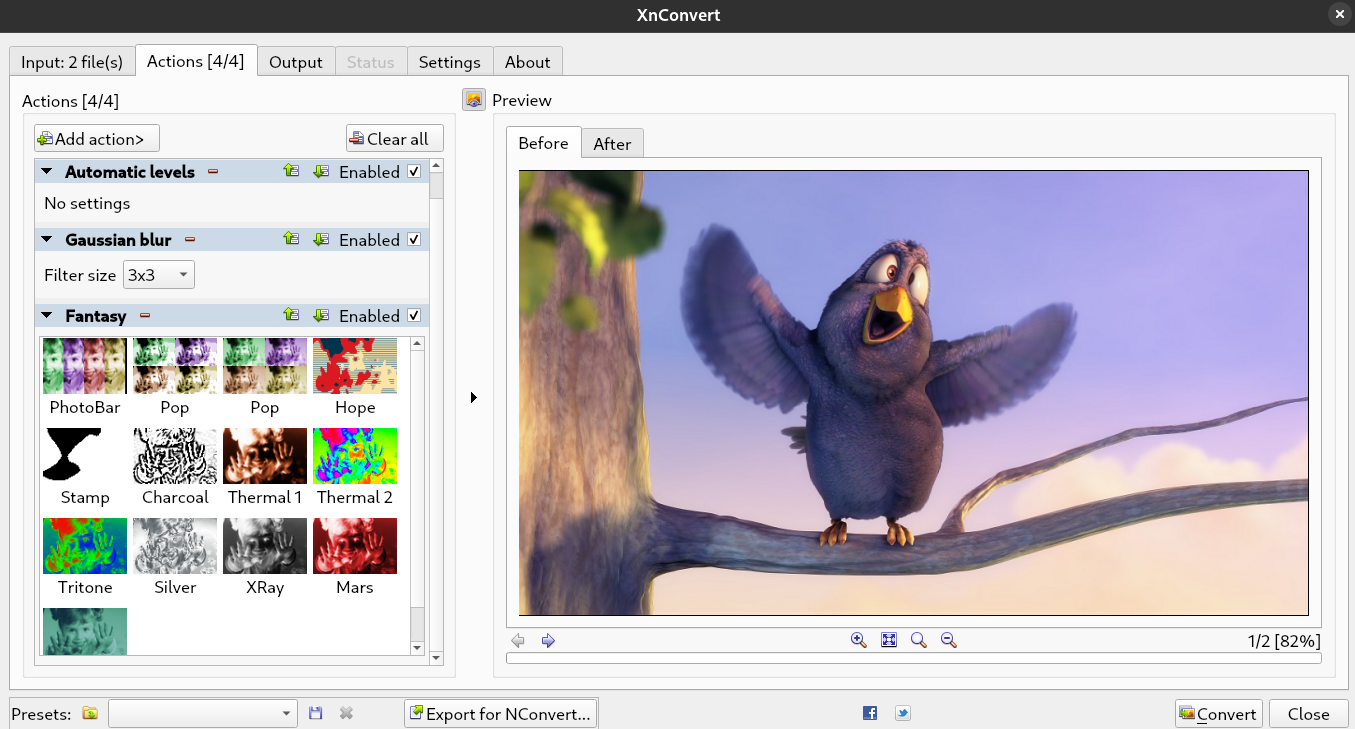 XnConvert
Input: 2 file(s)
Actions [4/4]
Output
Status
Settings
About
Actions [4/4]
Preview
Add action>
Clear all
Before
After
Automatic levels
Enabled
No settings
Gaussian blur
Enabled
Filter size 3x3
Fantasy
Enabled
PhotoBar Pop Pop Hope
Stamp Charcoal Thermal 1 Thermal 2
Tritone Silver XRay Mars
1/2 [82%]
Presets:
Export for NConvert...
Convert
Close